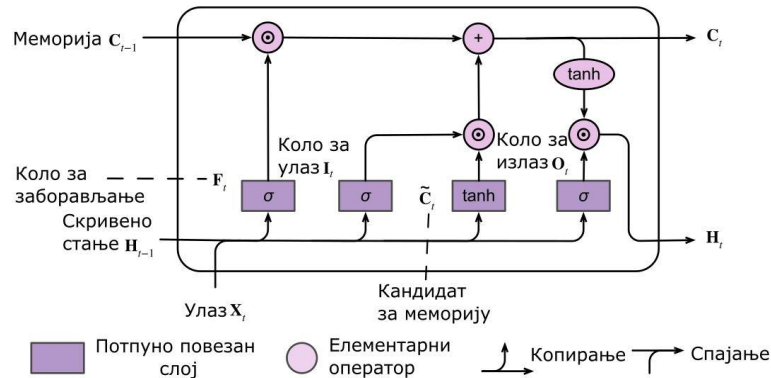 Меморија C_{t-1}
⊙
+
C_t
tanh
Коло за
улаз I_t
⊙
Коло за
излаз O_t
⊙
Коло за
заборављање
F_t
σ
σ
C̃_t
tanh
σ
Скривено
стање H_{t-1}
H_t
Улаз X_t
Кандидат
за меморију
Потпуно повезан
слој
Елементарни
оператор
Копирање
Спајање